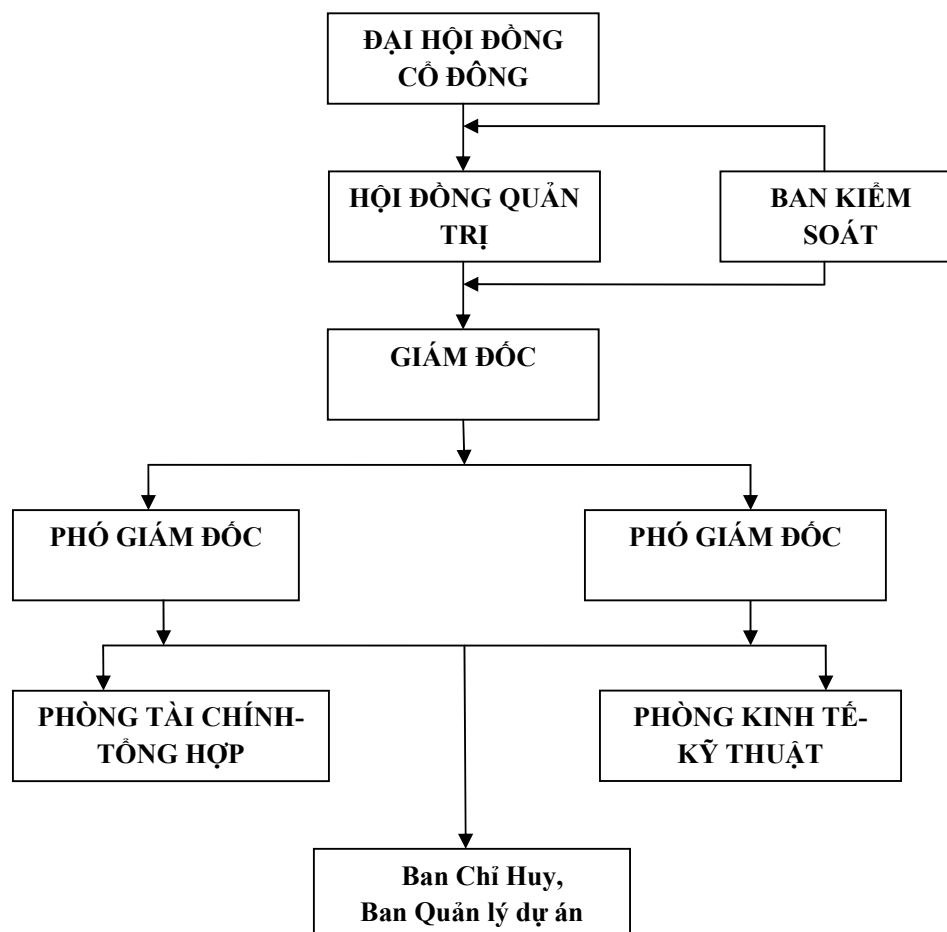 ĐẠI HỘI ĐỒNG
CỔ ĐÔNG
HỘI ĐỒNG QUẢN
TRỊ
BAN KIỂM
SOÁT
GIÁM ĐỐC
PHÓ GIÁM ĐỐC
PHÓ GIÁM ĐỐC
PHÒNG TÀI CHÍNH-
TỔNG HỢP
PHÒNG KINH TẾ-
KỸ THUẬT
Ban Chỉ Huy,
Ban Quản lý dự án